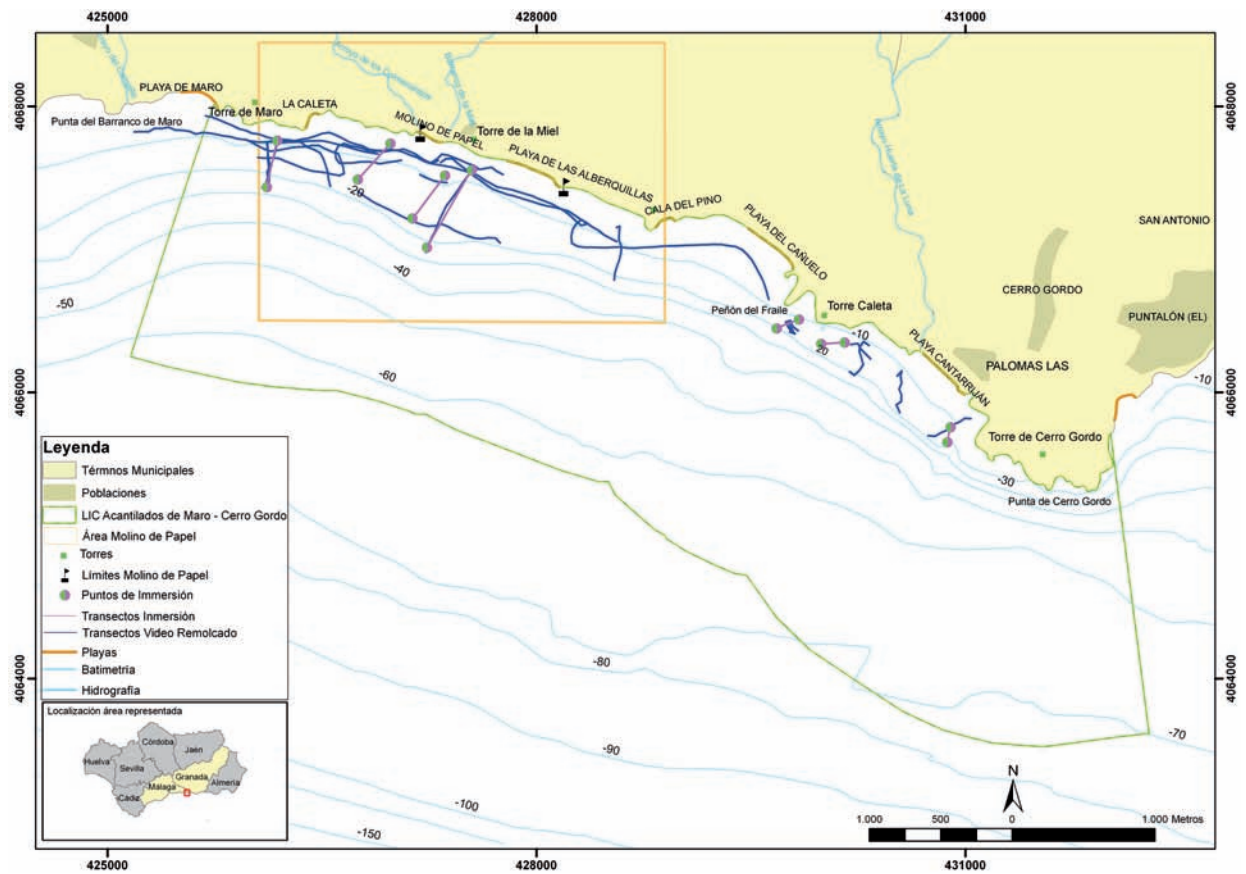 425000
428000
431000
4068000
4068000
PLAYA DE MARO
Torre de Maro
LA CALETA
Punta del Barranco de Maro
MOLINO DE PAPEL
Torre de la Miel
PLAYA DE LAS ALBERQUILLAS
CALA DEL PINO
PLAYA DEL CAÑUELO
SAN ANTONIO
CERRO GORDO
PUNTALÓN (EL)
-20
-40
-50
Peñón del Fraile
Torre Caleta
-10
20
PLAYA CANTARRIJÁN
PALOMAS LAS
-60
-10
4066000
4066000
Torre de Cerro Gordo
-30
Punta de Cerro Gordo
Leyenda
Térmnos Municipales
Poblaciones
LIC Acantilados de Maro - Cerro Gordo
Área Molino de Papel
Torres
Límites Molino de Papel
Puntos de Immersión
Transectos Inmersión
Transectos Video Remolcado
Playas
Batimetría
Hidrografía
4064000
4064000
-80
-70
-90
-100
-150
Localización área representada
Huelva
Sevilla
Córdoba
Jaén
Cádiz
Málaga
Granada
Almería
N
1.000
500
0
1.000 Metros
425000
428000
431000